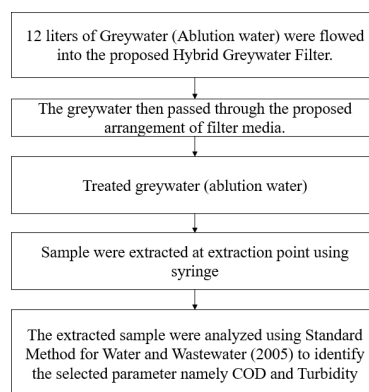 12 liters of Greywater (Ablution water) were flowed
into the proposed Hybrid Greywater Filter.
The greywater then passed through the proposed
arrangement of filter media.
Treated greywater (ablution water)
Sample were extracted at extraction point using
syringe
The extracted sample were analyzed using Standard
Method for Water and Wastewater (2005) to identify
the selected parameter namely COD and Turbidity